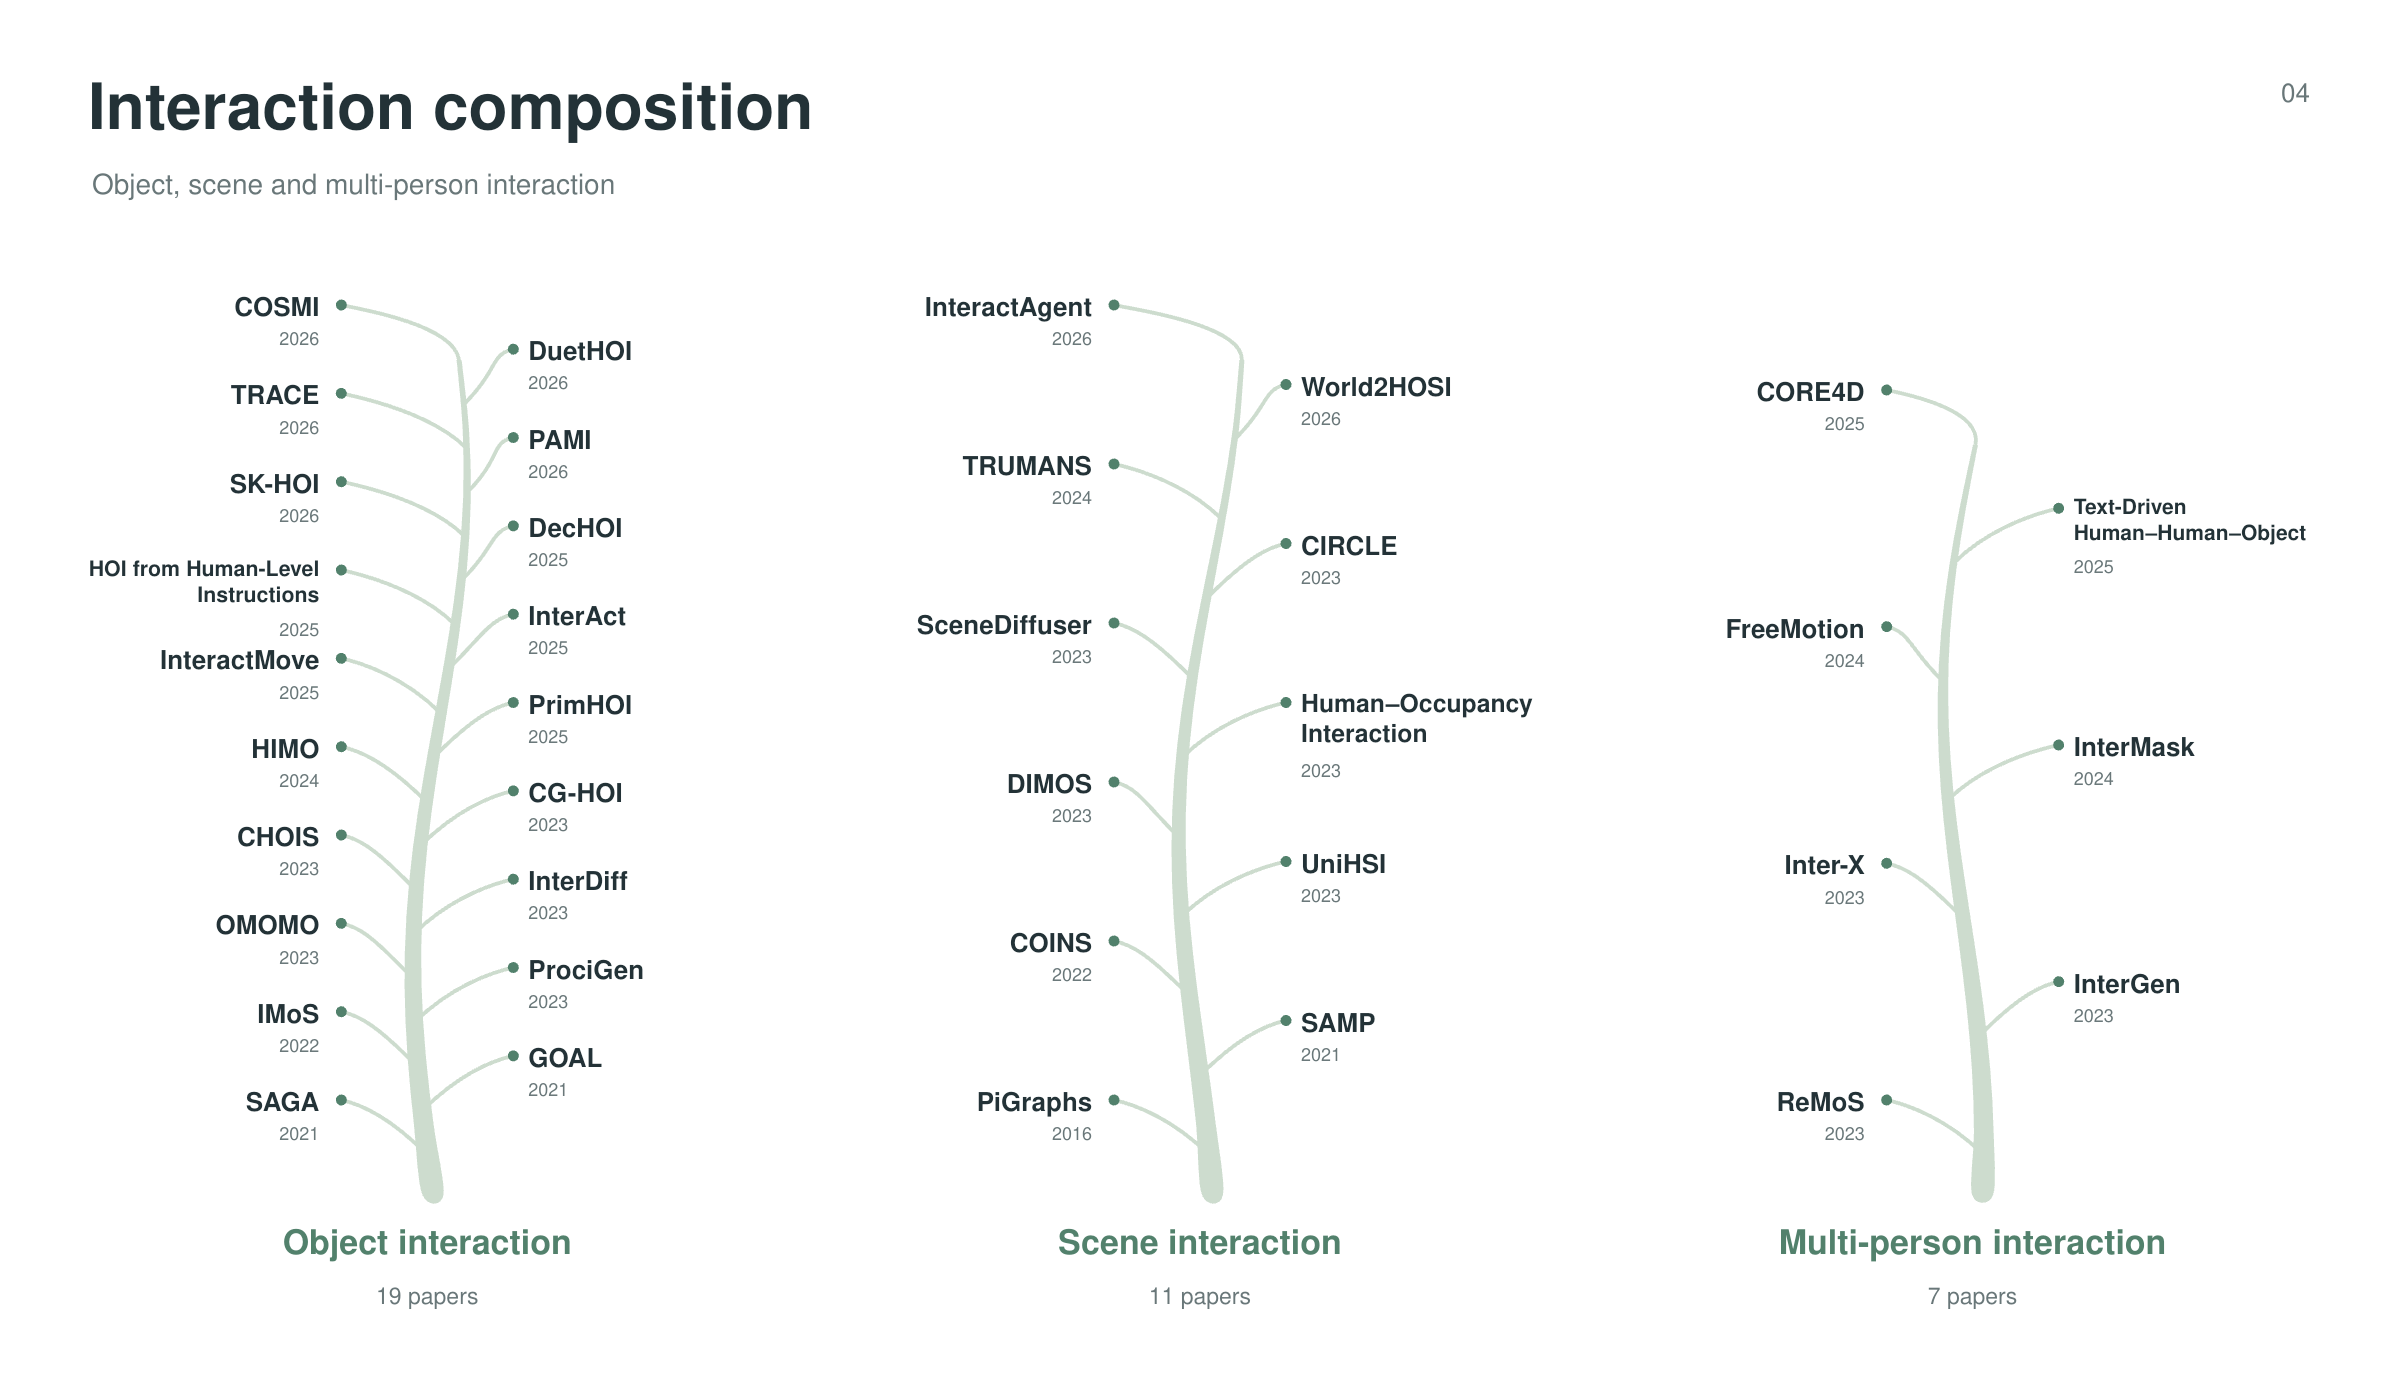 Interaction composition
04
Object, scene and multi-person interaction
COSMI
2026
DuetHOI
2026
TRACE
2026
PAMI
2026
SK-HOI
2026
DecHOI
2025
HOI from Human-Level
Instructions
2025
InterAct
2025
InteractMove
2025
PrimHOI
2025
HIMO
2024
CG-HOI
2023
CHOIS
2023
InterDiff
2023
OMOMO
2023
ProciGen
2023
IMoS
2022
GOAL
2021
SAGA
2021
Object interaction
19 papers
InteractAgent
2026
World2HOSI
2026
TRUMANS
2024
CIRCLE
2023
SceneDiffuser
2023
Human–Occupancy
Interaction
2023
DIMOS
2023
UniHSI
2023
COINS
2022
SAMP
2021
PiGraphs
2016
Scene interaction
11 papers
CORE4D
2025
Text-Driven
Human–Human–Object
2025
FreeMotion
2024
InterMask
2024
Inter-X
2023
InterGen
2023
ReMoS
2023
Multi-person interaction
7 papers